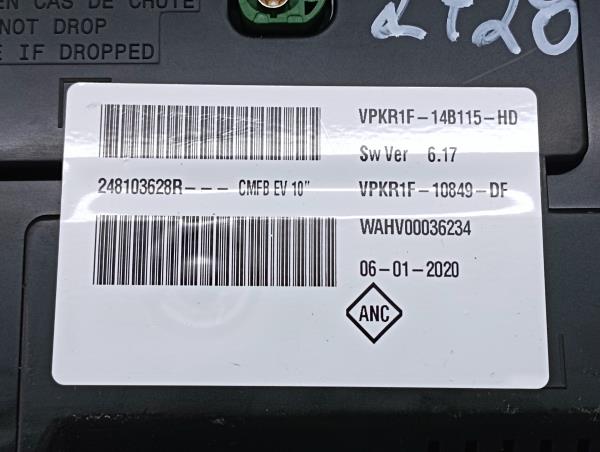 EN CAS DE CHUTE
NOT DROP
E IF DROPPED
VPKR1F-14B115-HD
Sw Ver 6.17
248103628R--- CMFB EV 10"
VPKR1F-10849-DF
WAHV00036234
06-01-2020
ANC